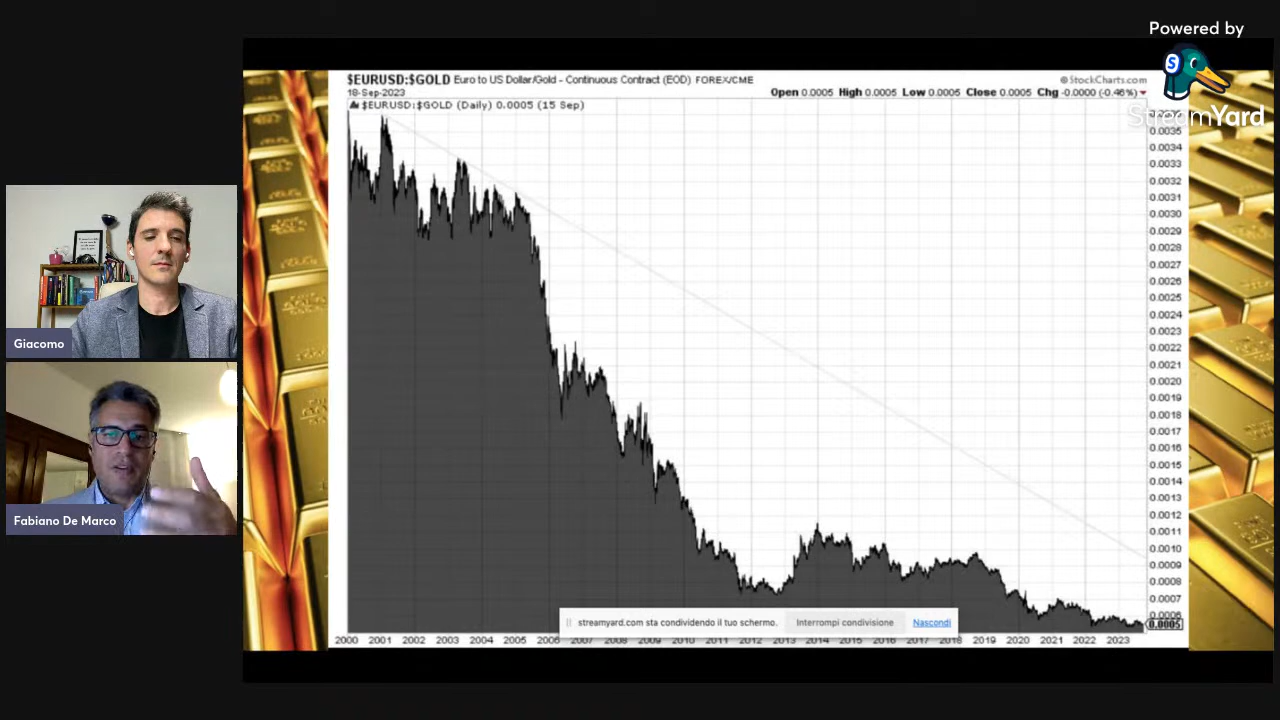 Powered by
StreamYard
$EURUSD:$GOLD Euro to US Dollar/Gold - Continuous Contract (EOD) FOREX/CME
© StockCharts.com
18-Sep-2023
Open 0.0005 High 0.0005 Low 0.0005 Close 0.0005 Chg -0.0000 (-0.46%)
$EURUSD:$GOLD (Daily) 0.0005 (15 Sep)
0.0035
0.0034
0.0033
0.0032
0.0031
0.0030
0.0029
0.0028
0.0027
0.0026
0.0025
0.0024
0.0023
0.0022
0.0021
0.0020
0.0019
0.0018
0.0017
0.0016
0.0015
0.0014
0.0013
0.0012
0.0011
0.0010
0.0009
0.0008
0.0007
0.0006
0.0005
2000 2001 2002 2003 2004 2005 2006 2007 2008 2009 2010 2011 2012 2013 2014 2015 2016 2017 2018 2019 2020 2021 2022 2023
streamyard.com sta condividendo il tuo schermo.
Interrompi condivisione
Nascondi
Giacomo
Fabiano De Marco